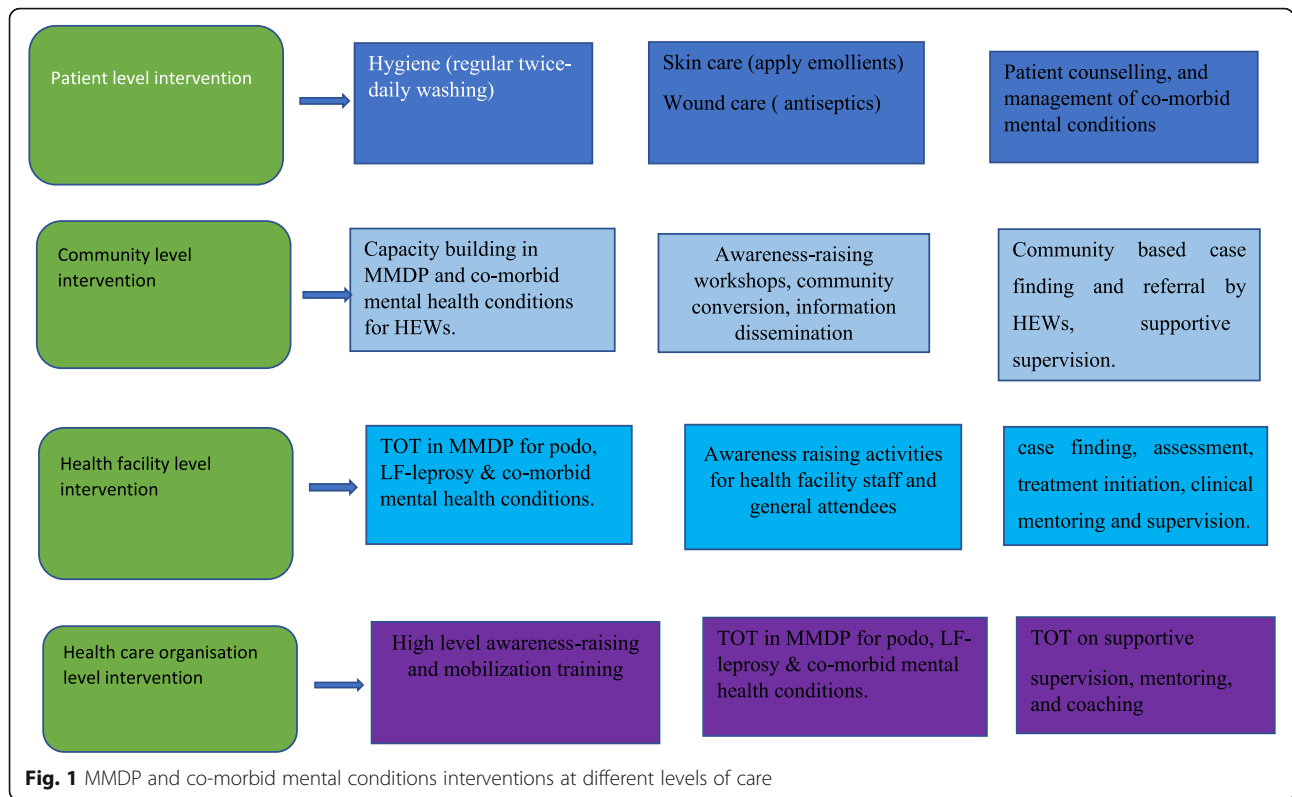 Patient level intervention
Hygiene (regular twice-
daily washing)
Skin care (apply emollients)
Wound care ( antiseptics)
Patient counselling, and
management of co-morbid
mental conditions
Community level
intervention
Capacity building in
MMDP and co-morbid
mental health conditions
for HEWs.
Awareness-raising
workshops, community
conversion, information
dissemination
Community based case
finding and referral by
HEWs, supportive
supervision.
Health facility level
intervention
TOT in MMDP for podo,
LF-leprosy & co-morbid
mental health conditions.
Awareness raising activities
for health facility staff and
general attendees
case finding, assessment,
treatment initiation, clinical
mentoring and supervision.
Health care organisation
level intervention
High level awareness-raising
and mobilization training
TOT in MMDP for podo, LF-
leprosy & co-morbid mental
health conditions.
TOT on supportive
supervision, mentoring,
and coaching
Fig. 1 MMDP and co-morbid mental conditions interventions at different levels of care